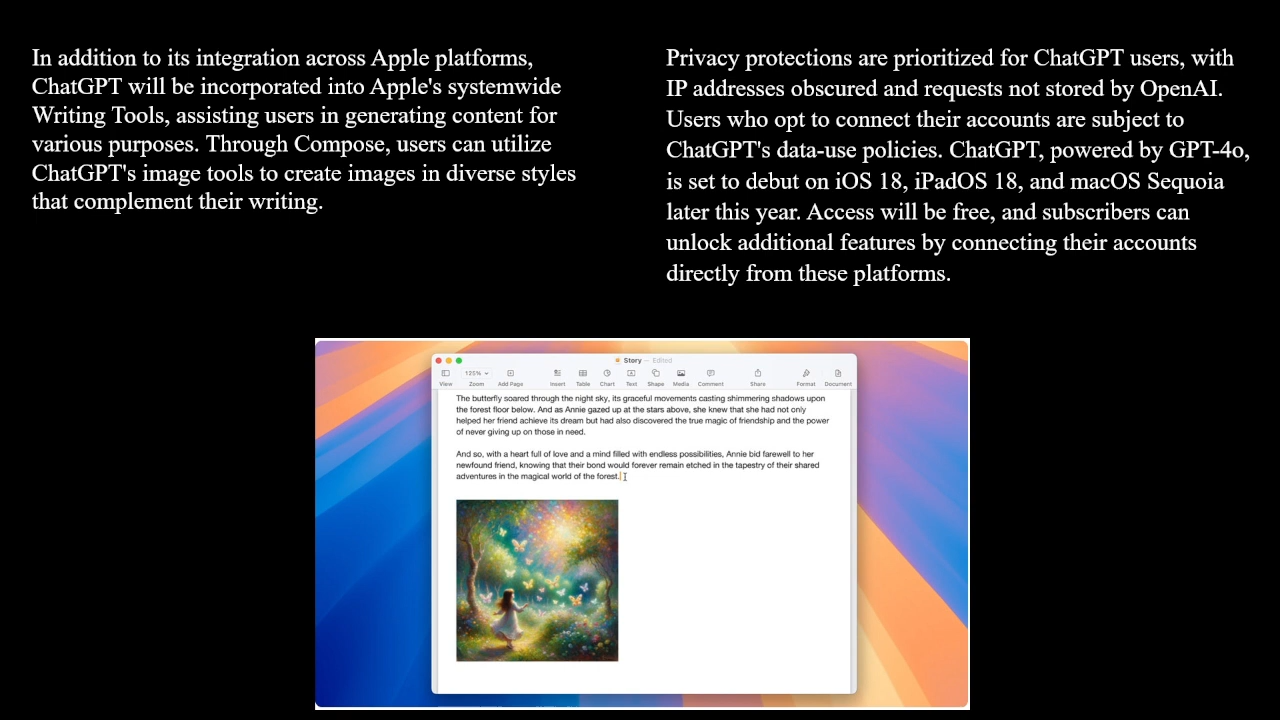 In addition to its integration across Apple platforms,
ChatGPT will be incorporated into Apple's systemwide
Writing Tools, assisting users in generating content for
various purposes. Through Compose, users can utilize
ChatGPT's image tools to create images in diverse styles
that complement their writing.
Privacy protections are prioritized for ChatGPT users, with
IP addresses obscured and requests not stored by OpenAI.
Users who opt to connect their accounts are subject to
ChatGPT's data-use policies. ChatGPT, powered by GPT-4o,
is set to debut on iOS 18, iPadOS 18, and macOS Sequoia
later this year. Access will be free, and subscribers can
unlock additional features by connecting their accounts
directly from these platforms.
Story — Edited
125%
View Zoom Add Page Insert Table Chart Text Shape Media Comment Share Format Document
The butterfly soared through the night sky, its graceful movements casting shimmering shadows upon
the forest floor below. And as Annie gazed up at the stars above, she knew that she had not only
helped her friend achieve its dream but had also discovered the true magic of friendship and the power
of never giving up on those in need.
And so, with a heart full of love and a mind filled with endless possibilities, Annie bid farewell to her
newfound friend, knowing that their bond would forever remain etched in the tapestry of their shared
adventures in the magical world of the forest.